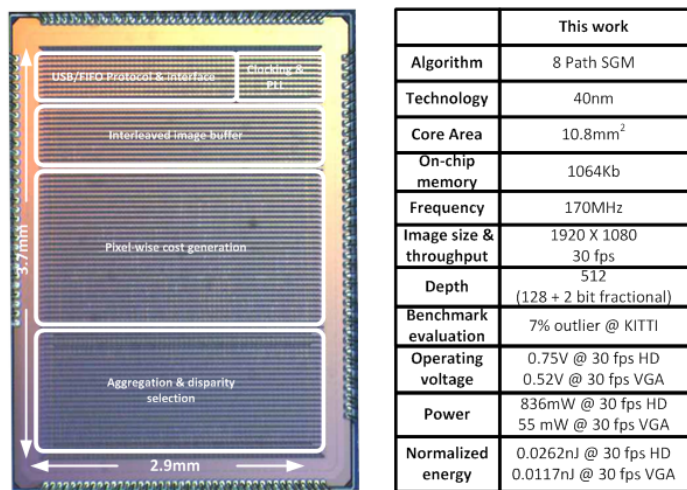 USB/FIFO Protocol & Interface
Clocking &
PLL
Interleaved image buffer
Pixel-wise cost generation
Aggregation & disparity
selection
3.7mm
2.9mm
This work
Algorithm 8 Path SGM
Technology 40nm
Core Area 10.8mm²
On-chip
memory 1064Kb
Frequency 170MHz
Image size & 1920 X 1080
throughput 30 fps
Depth 512
(128 + 2 bit fractional)
Benchmark
evaluation 7% outlier @ KITTI
Operating 0.75V @ 30 fps HD
voltage 0.52V @ 30 fps VGA
Power 836mW @ 30 fps HD
55 mW @ 30 fps VGA
Normalized 0.0262nJ @ 30 fps HD
energy 0.0117nJ @ 30 fps VGA